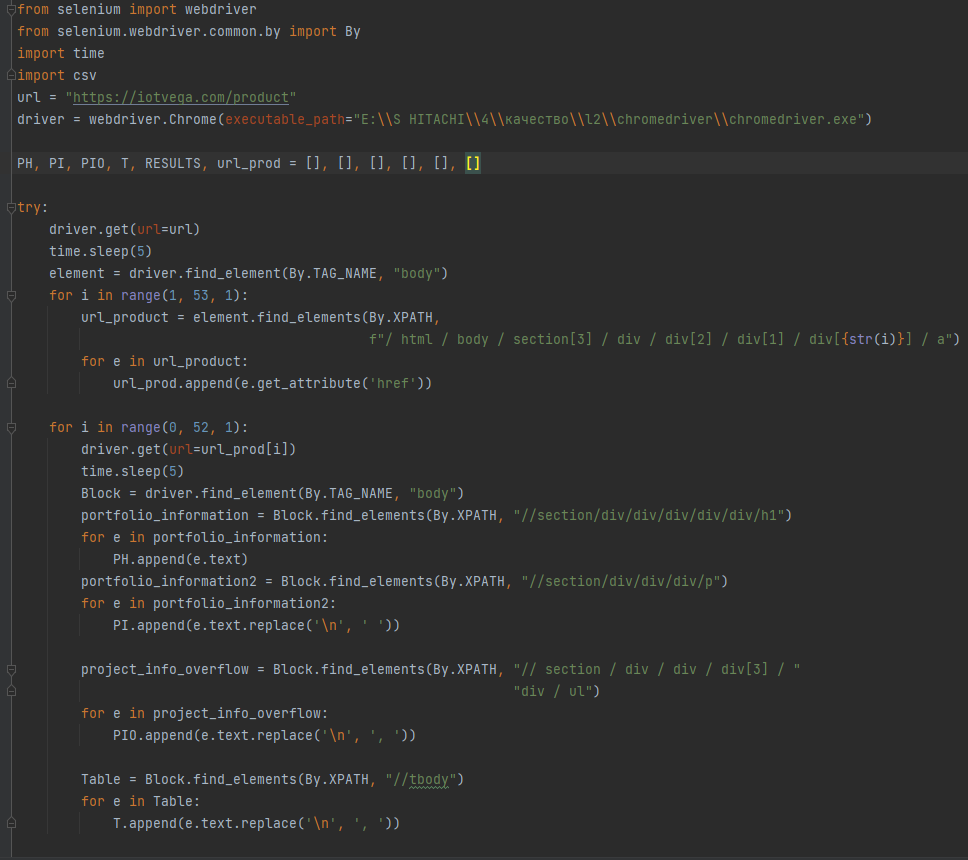 from selenium import webdriver
from selenium.webdriver.common.by import By
import time
import csv
url = "https://iotvega.com/product"
driver = webdriver.Chrome(executable_path="E:\\S HITACHI\\4\\качество\\l2\\chromedriver\\chromedriver.exe")
PH, PI, PIO, T, RESULTS, url_prod = [], [], [], [], [], []
try:
    driver.get(url=url)
    time.sleep(5)
    element = driver.find_element(By.TAG_NAME, "body")
    for i in range(1, 53, 1):
        url_product = element.find_elements(By.XPATH,
                                            f"/ html / body / section[3] / div / div[2] / div[1] / div[{str(i)}] / a")
        for e in url_product:
            url_prod.append(e.get_attribute('href'))
    for i in range(0, 52, 1):
        driver.get(url=url_prod[i])
        time.sleep(5)
        Block = driver.find_element(By.TAG_NAME, "body")
        portfolio_information = Block.find_elements(By.XPATH, "//section/div/div/div/div/div/h1")
        for e in portfolio_information:
            PH.append(e.text)
        portfolio_information2 = Block.find_elements(By.XPATH, "//section/div/div/div/p")
        for e in portfolio_information2:
            PI.append(e.text.replace('\n', ' '))
        project_info_overflow = Block.find_elements(By.XPATH, "// section / div / div / div[3] / "
                                                              "div / ul")
        for e in project_info_overflow:
            PIO.append(e.text.replace('\n', ', '))
        Table = Block.find_elements(By.XPATH, "//tbody")
        for e in Table:
            T.append(e.text.replace('\n', ', '))